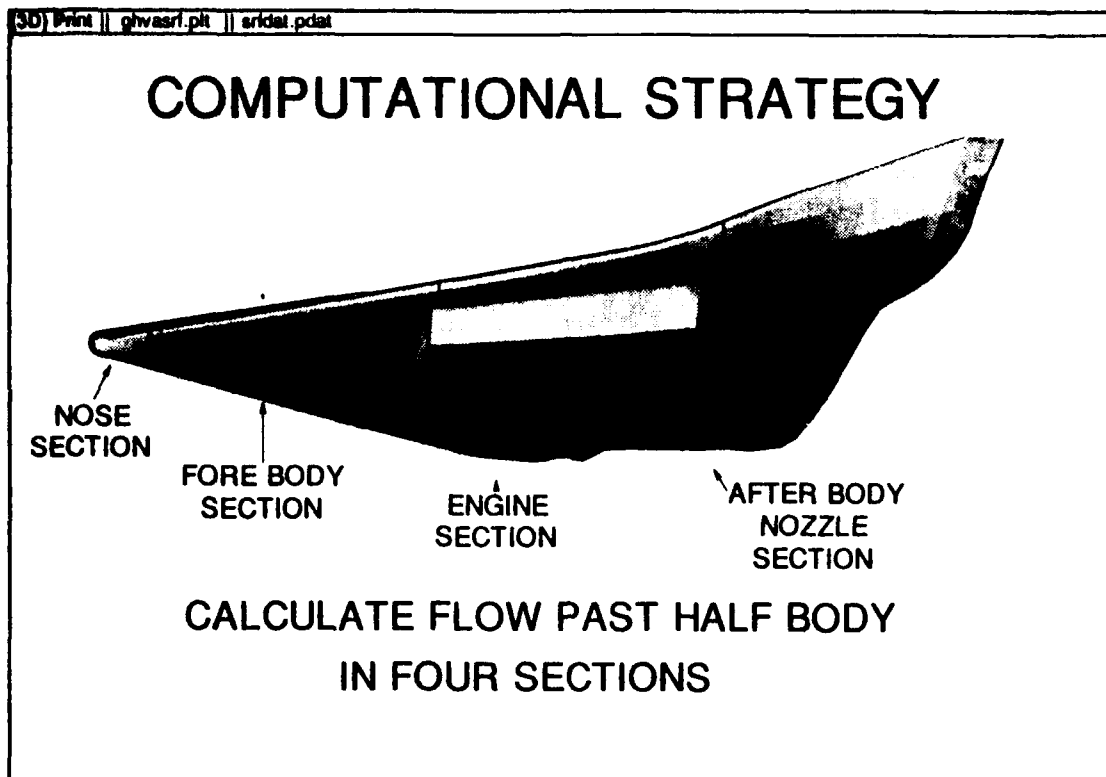 (3D) Print || ghvasrf.plt || srfdat.pdat
COMPUTATIONAL STRATEGY
NOSE
SECTION
FORE BODY
SECTION
ENGINE
SECTION
AFTER BODY
NOZZLE
SECTION
CALCULATE FLOW PAST HALF BODY
IN FOUR SECTIONS